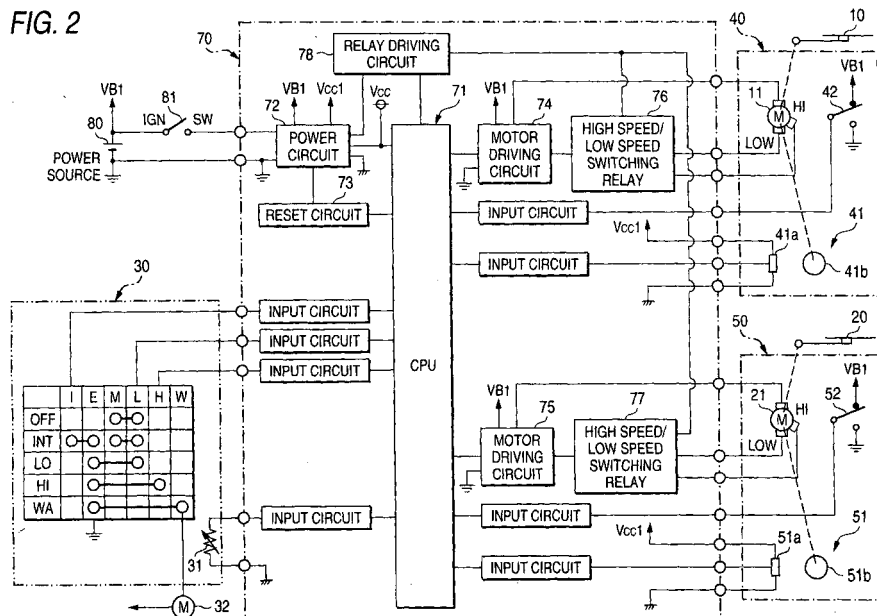 FIG. 2
70
RELAY DRIVING
CIRCUIT
78
40
10
VB1
80
IGN
81
SW
POWER
SOURCE
VB1
Vcc1
Vcc
72
POWER
CIRCUIT
73
RESET CIRCUIT
71
CPU
VB1
74
MOTOR
DRIVING
CIRCUIT
76
HIGH SPEED/
LOW SPEED
SWITCHING
RELAY
11
M
HI
LOW
42
VB1
INPUT CIRCUIT
Vcc1
41a
41
INPUT CIRCUIT
41b
30
INPUT CIRCUIT
INPUT CIRCUIT
INPUT CIRCUIT
I E M L H W
OFF
INT
LO
HI
WA
31
INPUT CIRCUIT
M
32
50
20
VB1
75
MOTOR
DRIVING
CIRCUIT
77
HIGH SPEED/
LOW SPEED
SWITCHING
RELAY
21
M
HI
LOW
52
VB1
INPUT CIRCUIT
Vcc1
51a
51
INPUT CIRCUIT
51b